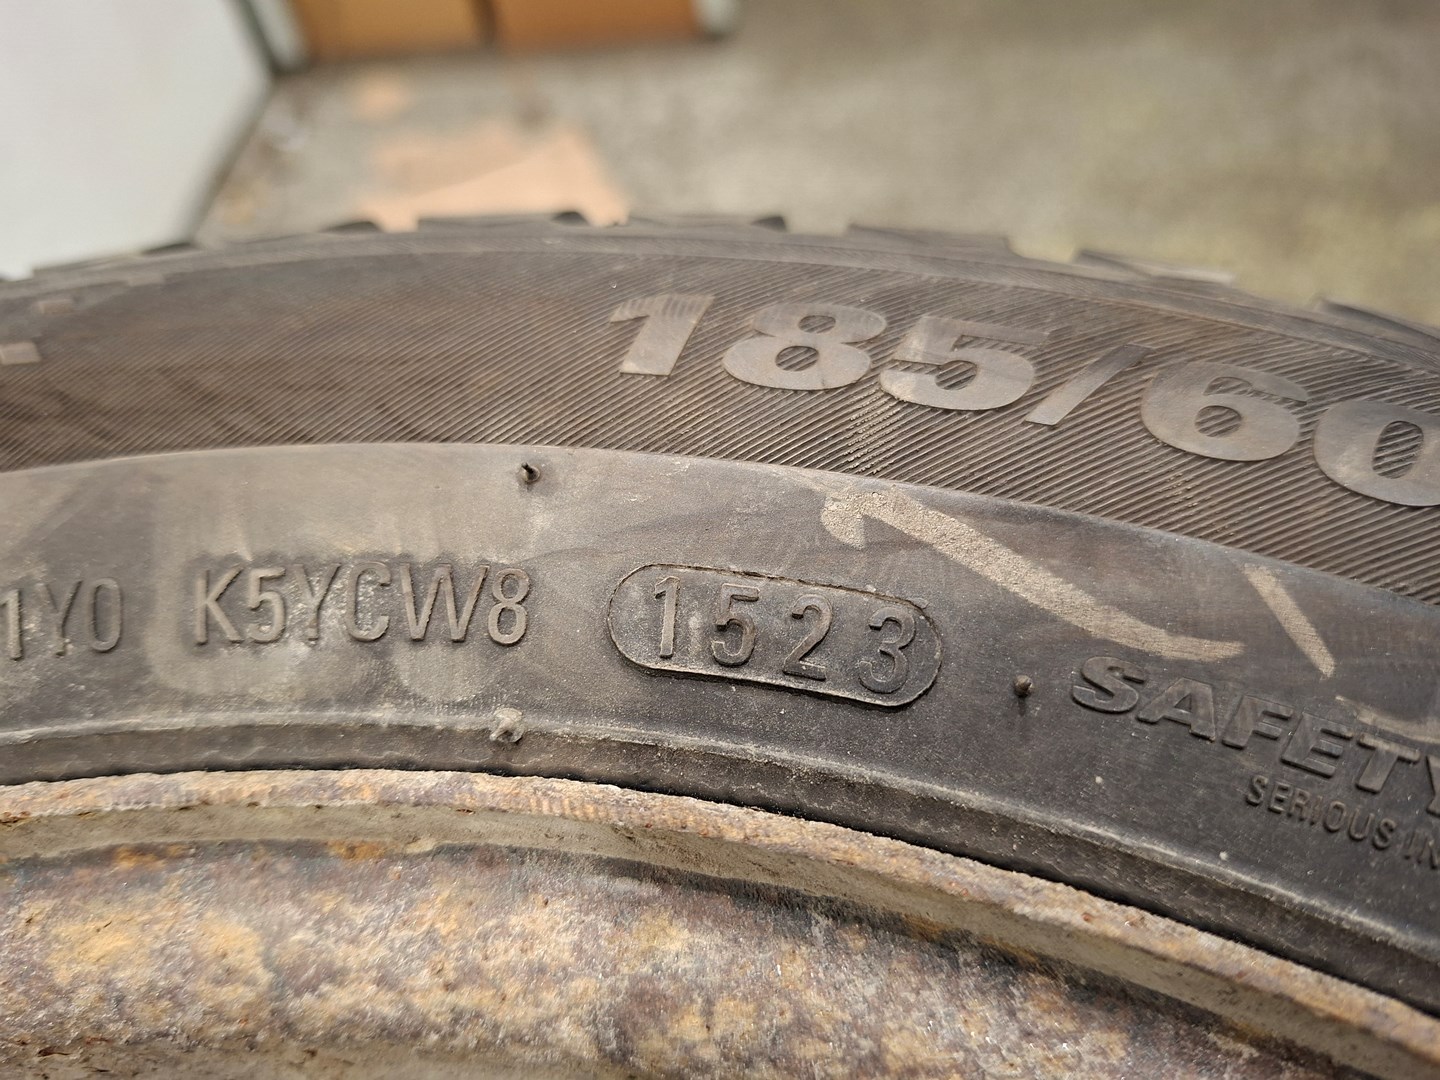 185/60
1Y0 K5YCW8 1523
SAFETY
SERIOUS IN